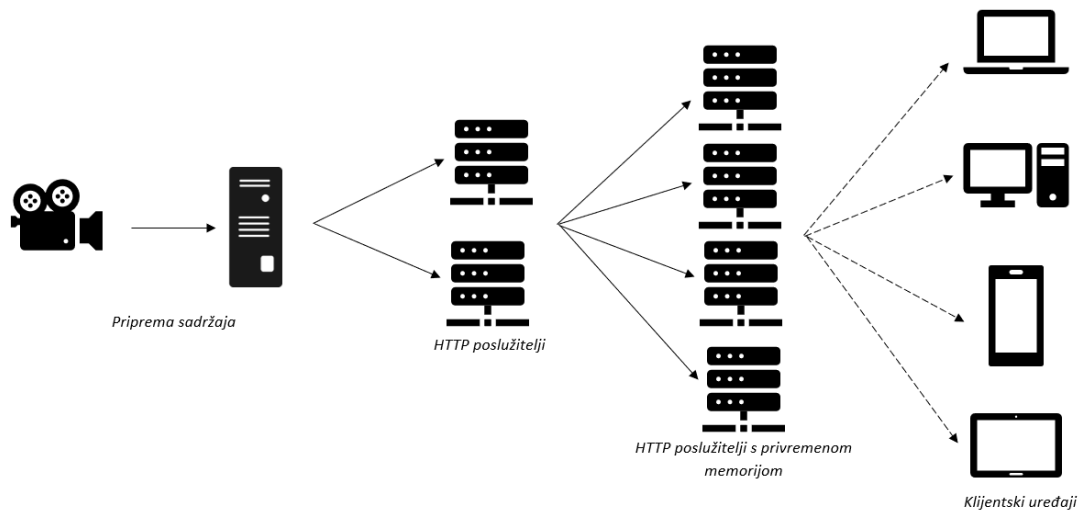 Priprema sadržaja
HTTP poslužitelji
HTTP poslužitelji s privremenom
memorijom
Klijentski uređaji